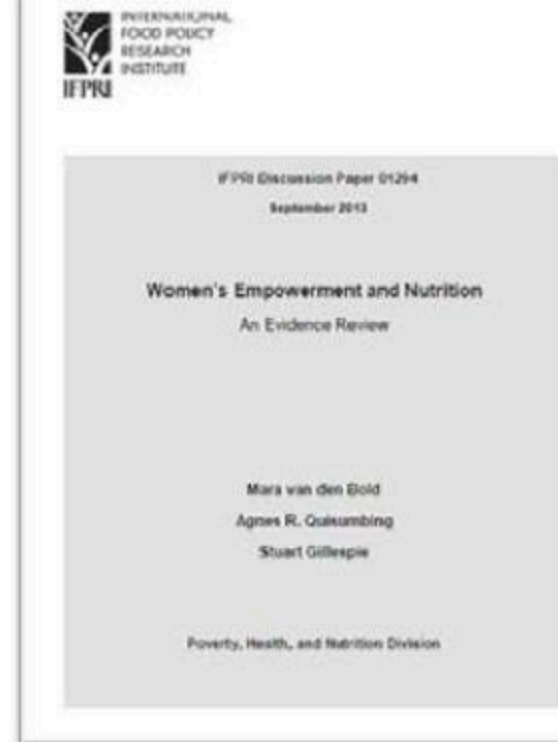 INTERNATIONAL
FOOD POLICY
RESEARCH
INSTITUTE
IFPRI
IFPRI Discussion Paper 01294
September 2013
Women's Empowerment and Nutrition
An Evidence Review
Mara van den Bold
Agnes R. Quisumbing
Stuart Gillespie
Poverty, Health, and Nutrition Division